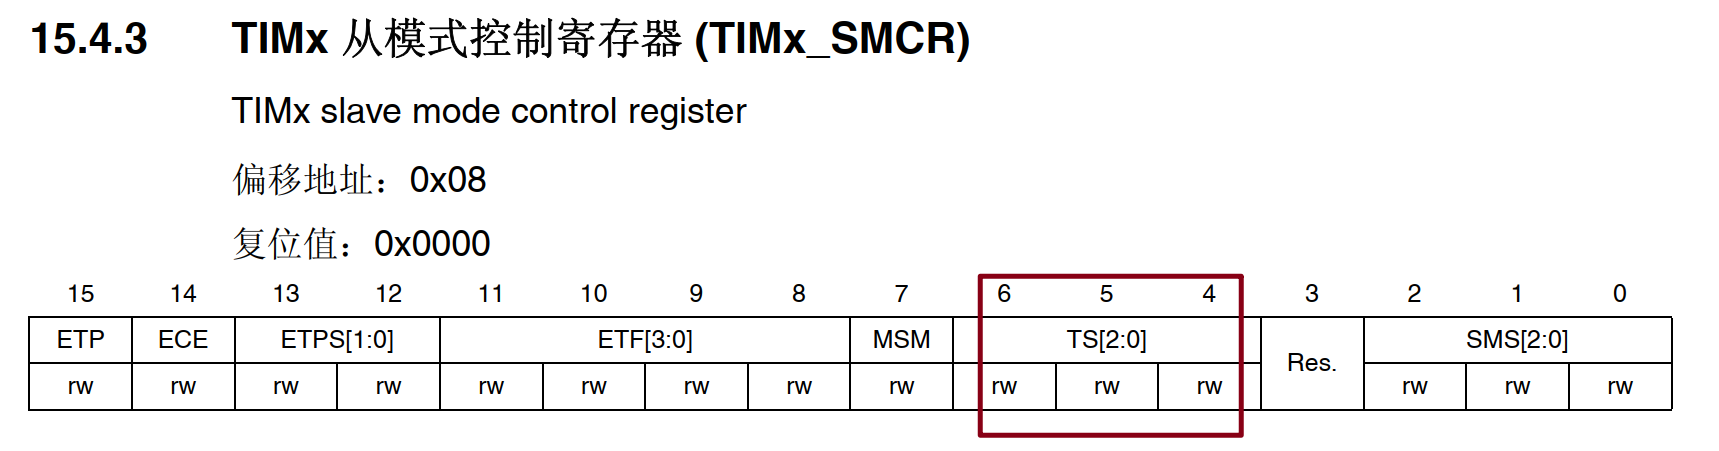 15.4.3 TIMx 从模式控制寄存器 (TIMx_SMCR)
TIMx slave mode control register
偏移地址：0x08
复位值：0x0000
15 14 13 12 11 10 9 8 7 6 5 4 3 2 1 0
ETP ECE ETPS[1:0] ETF[3:0] MSM TS[2:0] Res. SMS[2:0]
rw rw rw rw rw rw rw rw rw rw rw rw rw rw rw